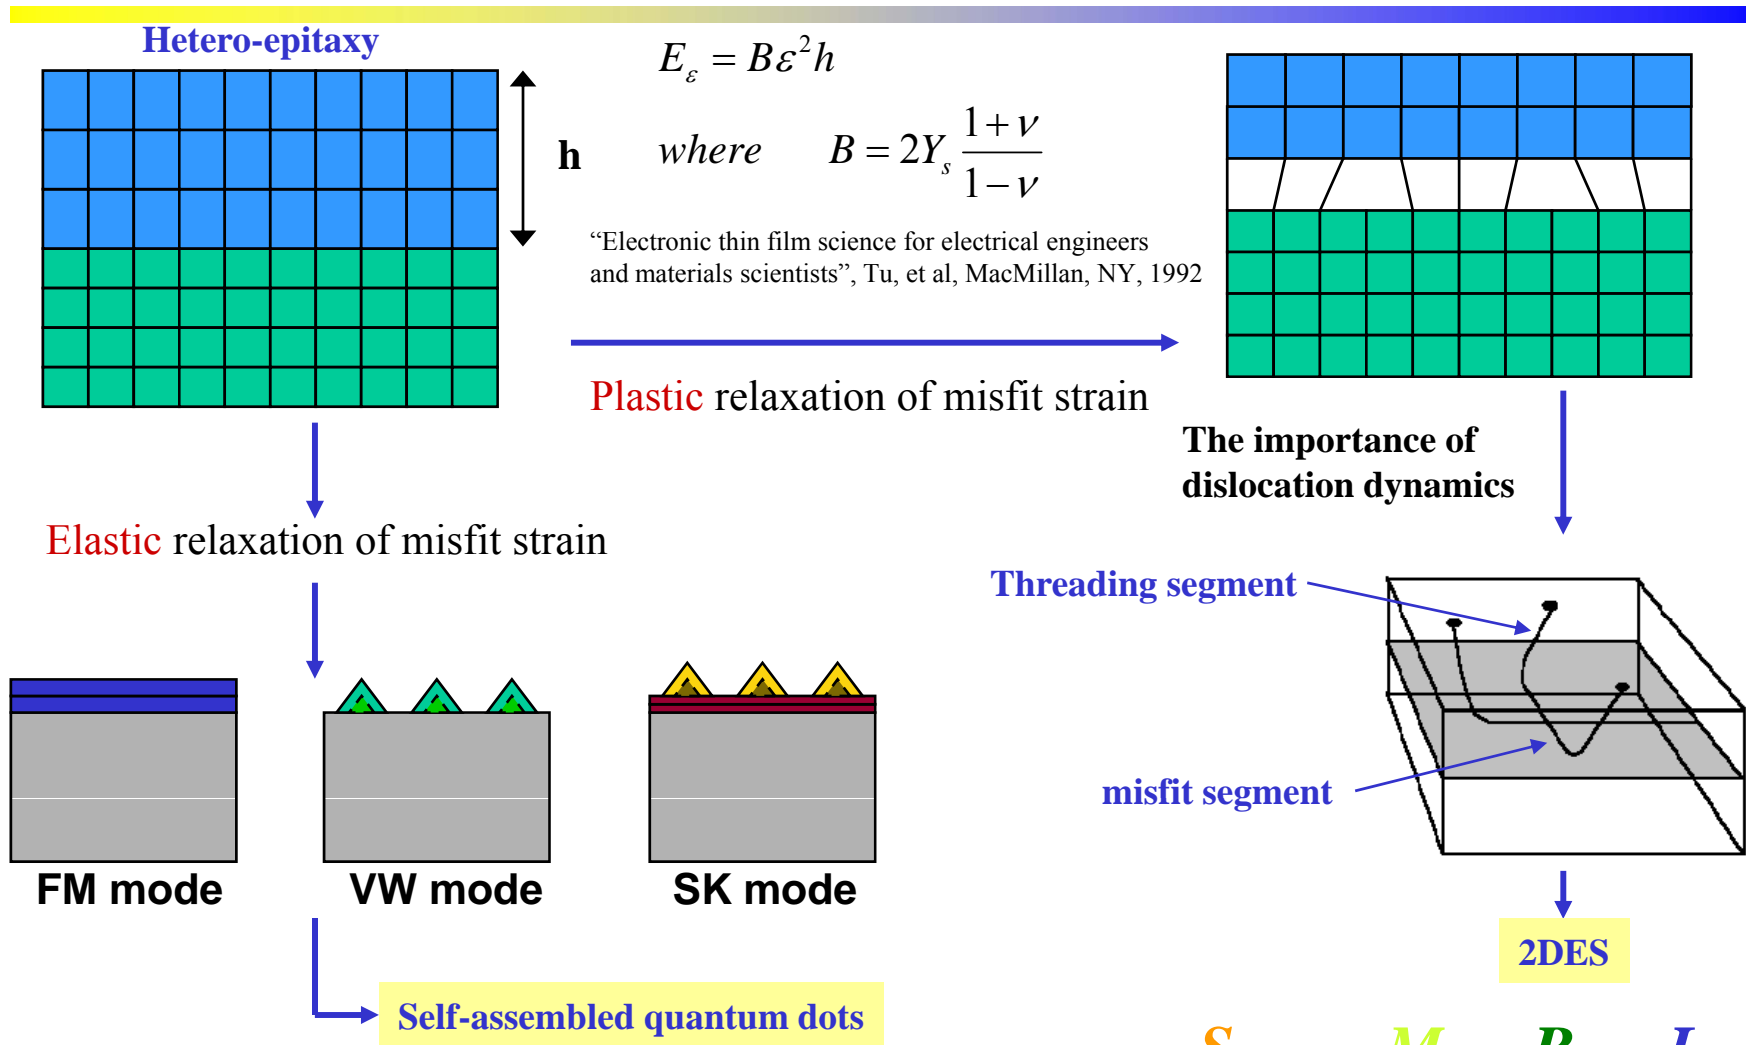 Hetero-epitaxy
E_ε = Bε²h
h
where B = 2Y_s (1 + ν)/(1 − ν)
“Electronic thin film science for electrical engineers
and materials scientists”, Tu, et al, MacMillan, NY, 1992
Plastic relaxation of misfit strain
The importance of
dislocation dynamics
Elastic relaxation of misfit strain
Threading segment
misfit segment
FM mode
VW mode
SK mode
2DES
Self-assembled quantum dots